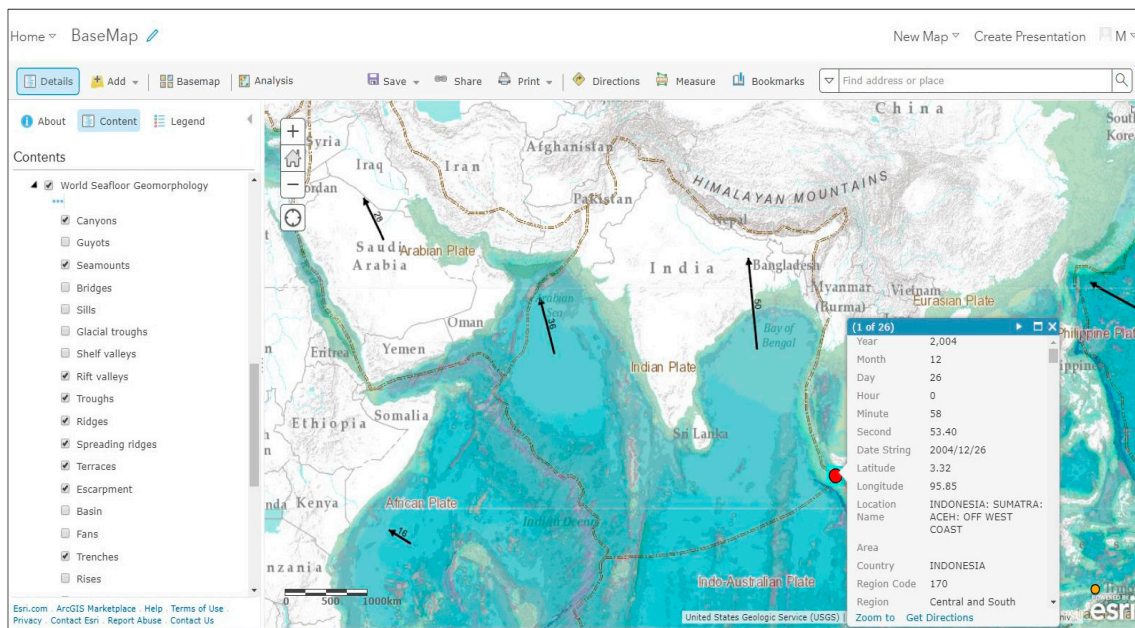 Home BaseMap
New Map Create Presentation M
Details Add Basemap Analysis Save Share Print Directions Measure Bookmarks Find address or place
About Content Legend
Contents
World Seafloor Geomorphology
Canyons
Guyots
Seamounts
Bridges
Sills
Glacial troughs
Shelf valleys
Rift valleys
Troughs
Ridges
Spreading ridges
Terraces
Escarpment
Basin
Fans
Trenches
Rises
Esri.com . ArcGIS Marketplace . Help . Terms of Use .
Privacy . Contact Esri . Report Abuse . Contact Us
China
South
Korea
Syria
Iraq
Iran
Afghanistan
HIMALAYAN MOUNTAINS
Jordan
Pakistan
Nepal
28
Saudi
Arabia
Arabian Plate
India
Bangladesh
Myanmar
(Burma)
Vietnam
Eurasian Plate
Arabian
Sea
36
50
Bay of
Bengal
Oman
Eritrea
Yemen
Philippine Plat
Indian Plate
Somalia
Ethiopia
Sri Lanka
Kenya
African Plate
Indian Ocean
16
nzania
Indo-Australian Plate
0 500 1000km
United States Geologic Service (USGS)
(1 of 26)
Year 2,004
Month 12
Day 26
Hour 0
Minute 58
Second 53.40
Date String 2004/12/26
Latitude 3.32
Longitude 95.85
Location Name INDONESIA: SUMATRA:
ACEH: OFF WEST
COAST
Area
Country INDONESIA
Region Code 170
Region Central and South
Zoom to Get Directions
POWERED BY
esri